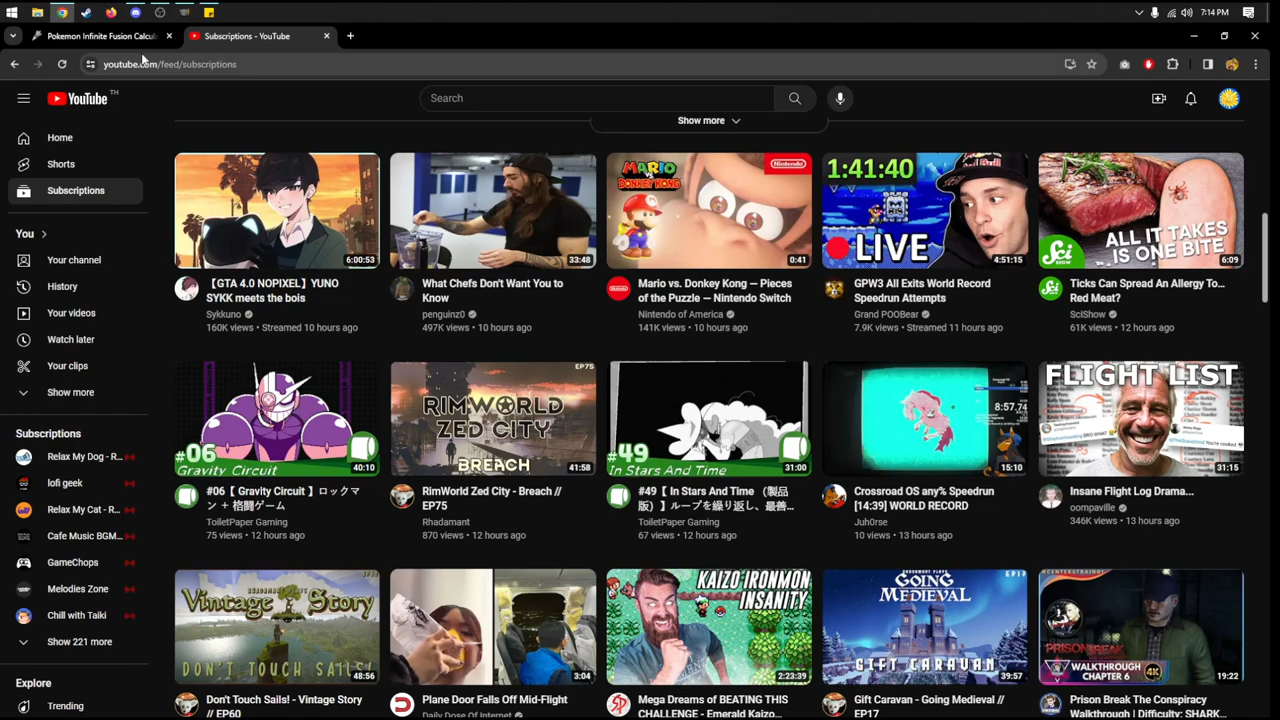 7:14 PM
Pokemon Infinite Fusion Calcul
Subscriptions - YouTube
youtube.com/feed/subscriptions
YouTube TH
Search
Home
Shorts
Subscriptions
You
Your channel
History
Your videos
Watch later
Your clips
Show more
Subscriptions
Relax My Dog - R...
lofi geek
Relax My Cat - R...
Cafe Music BGM...
GameChops
Melodies Zone
Chill with Taiki
Show 221 more
Explore
Trending
Show more
6:00:53
【GTA 4.0 NOPIXEL】YUNO
SYKK meets the bois
Sykkuno
160K views • Streamed 10 hours ago
33:48
What Chefs Don't Want You to
Know
penguinz0
497K views • 10 hours ago
Nintendo
MARIO
VS
DONKEY KONG
0:41
Mario vs. Donkey Kong — Pieces
of the Puzzle — Nintendo Switch
Nintendo of America
141K views • 10 hours ago
1:41:40
LIVE
4:51:15
GPW3 All Exits World Record
Speedrun Attempts
Grand POOBear
7.9K views • Streamed 11 hours ago
ALL IT TAKES
IS ONE BITE
Sci
SHOW
6:09
Ticks Can Spread An Allergy To...
Red Meat?
SciShow
61K views • 12 hours ago
#06
Gravity Circuit
40:10
#06【 Gravity Circuit 】ロックマ
ン + 格闘ゲーム
ToiletPaper Gaming
75 views • 12 hours ago
EP75
RIMWORLD
ZED CITY
BREACH
41:58
RimWorld Zed City - Breach //
EP75
Rhadamant
870 views • 12 hours ago
#49
In Stars And Time
31:00
#49【 In Stars And Time （製品
版）】ループを繰り返し、最善...
ToiletPaper Gaming
67 views • 12 hours ago
8:57.74
15:10
Crossroad OS any% Speedrun
[14:39] WORLD RECORD
Juh0rse
10 views • 13 hours ago
FLIGHT LIST
31:15
Insane Flight Log Drama...
oompaville
346K views • 13 hours ago
RHADAMANT PLAYS
Vintage Story
DON'T TOUCH SAILS!
48:56
Don't Touch Sails! - Vintage Story
// EP60
3:04
Plane Door Falls Off Mid-Flight
Daily Dose Of Internet
KAIZO IRONMON
INSANITY
2:23:39
Mega Dreams of BEATING THIS
CHALLENGE - Emerald Kaizo...
RHADAMANT PLAYS
EP17
GOING
MEDIEVAL
GIFT CARAVAN
39:57
Gift Caravan - Going Medieval //
EP17
#CENTERSTRAIN01
PRISON BREAK
WALKTHROUGH
CHAPTER 6
4K
19:22
Prison Break The Conspiracy
Walkthrough | Difficulty: SHARK...